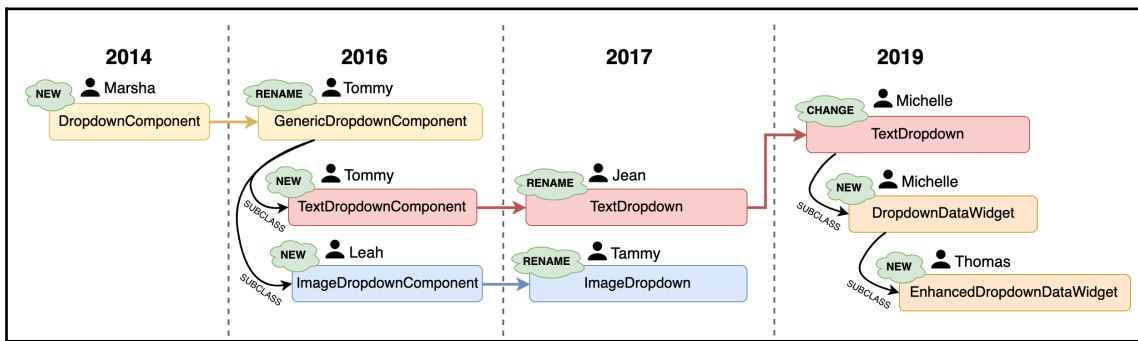 2014
2016
2017
2019
NEW
Marsha
DropdownComponent
RENAME
Tommy
GenericDropdownComponent
NEW
Tommy
TextDropdownComponent
SUBCLASS
NEW
Leah
ImageDropdownComponent
SUBCLASS
RENAME
Jean
TextDropdown
RENAME
Tammy
ImageDropdown
CHANGE
Michelle
TextDropdown
NEW
Michelle
SUBCLASS
DropdownDataWidget
NEW
Thomas
SUBCLASS
EnhancedDropdownDataWidget